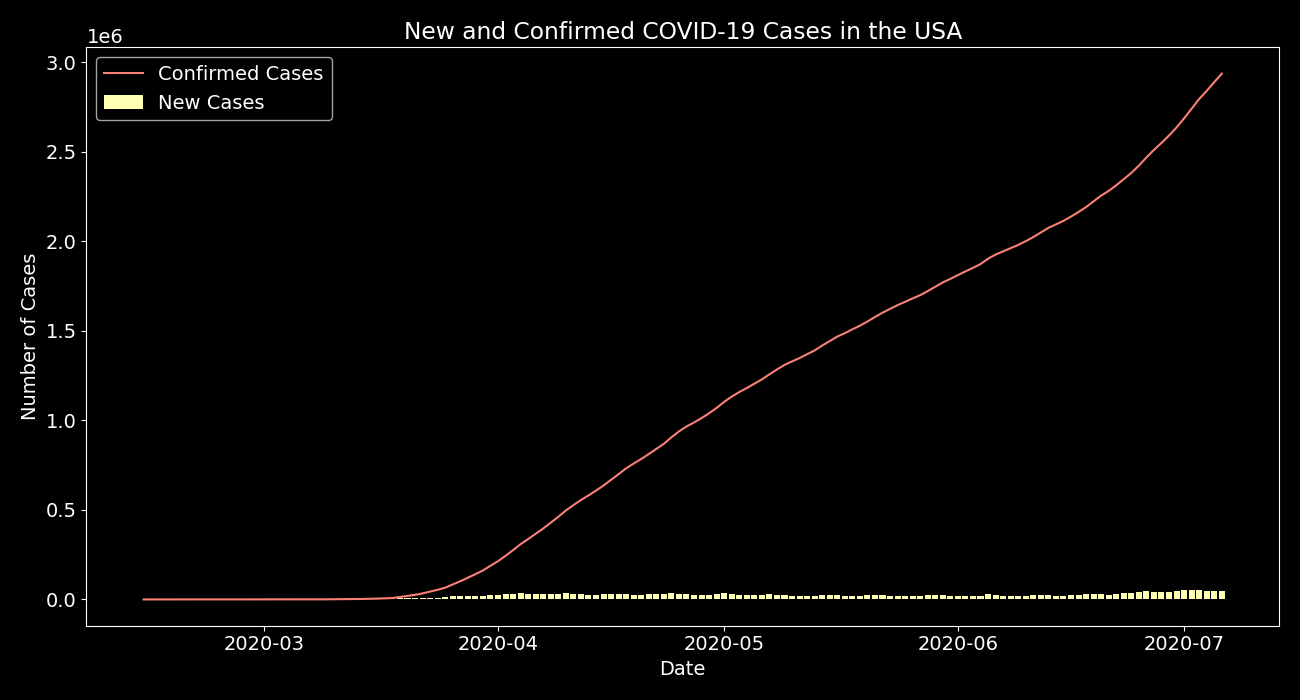 New and Confirmed COVID-19 Cases in the USA
1e6
Confirmed Cases
New Cases
3.0
2.5
2.0
1.5
1.0
0.5
0.0
Number of Cases
2020-03 2020-04 2020-05 2020-06 2020-07
Date